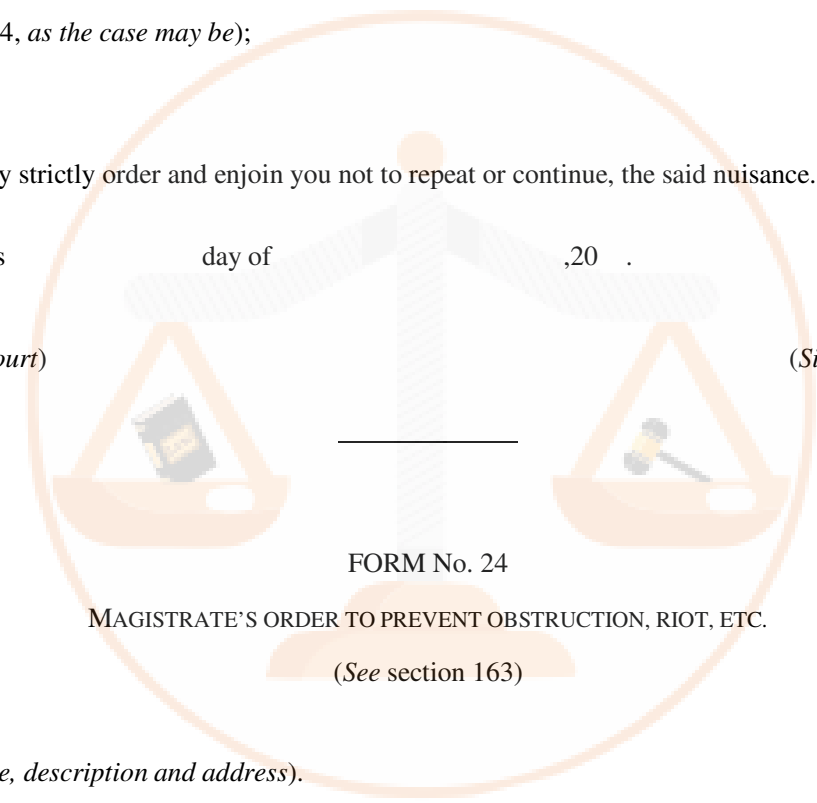 4, as the case may be);
y strictly order and enjoin you not to repeat or continue, the said nuisance.
s day of ,20 .
ourt) (Si
FORM No. 24
MAGISTRATE’S ORDER TO PREVENT OBSTRUCTION, RIOT, ETC.
(See section 163)
e, description and address).